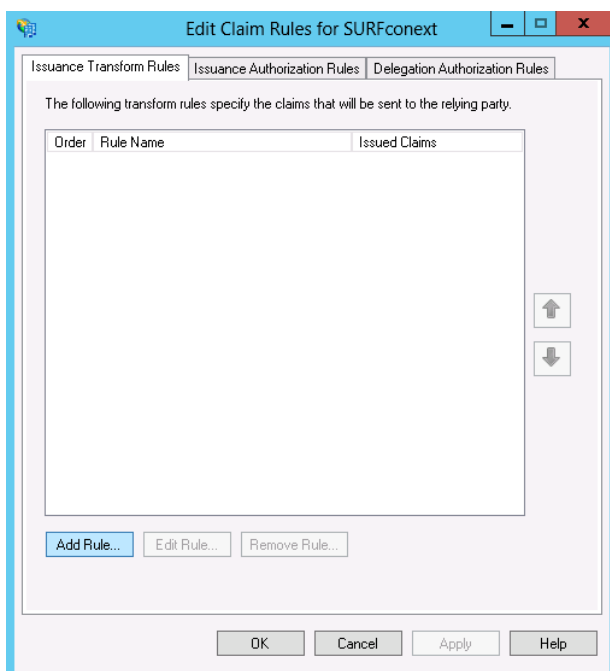 Edit Claim Rules for SURFconext
Issuance Transform Rules Issuance Authorization Rules Delegation Authorization Rules
The following transform rules specify the claims that will be sent to the relying party.
Order Rule Name Issued Claims
Add Rule... Edit Rule... Remove Rule...
OK Cancel Apply Help